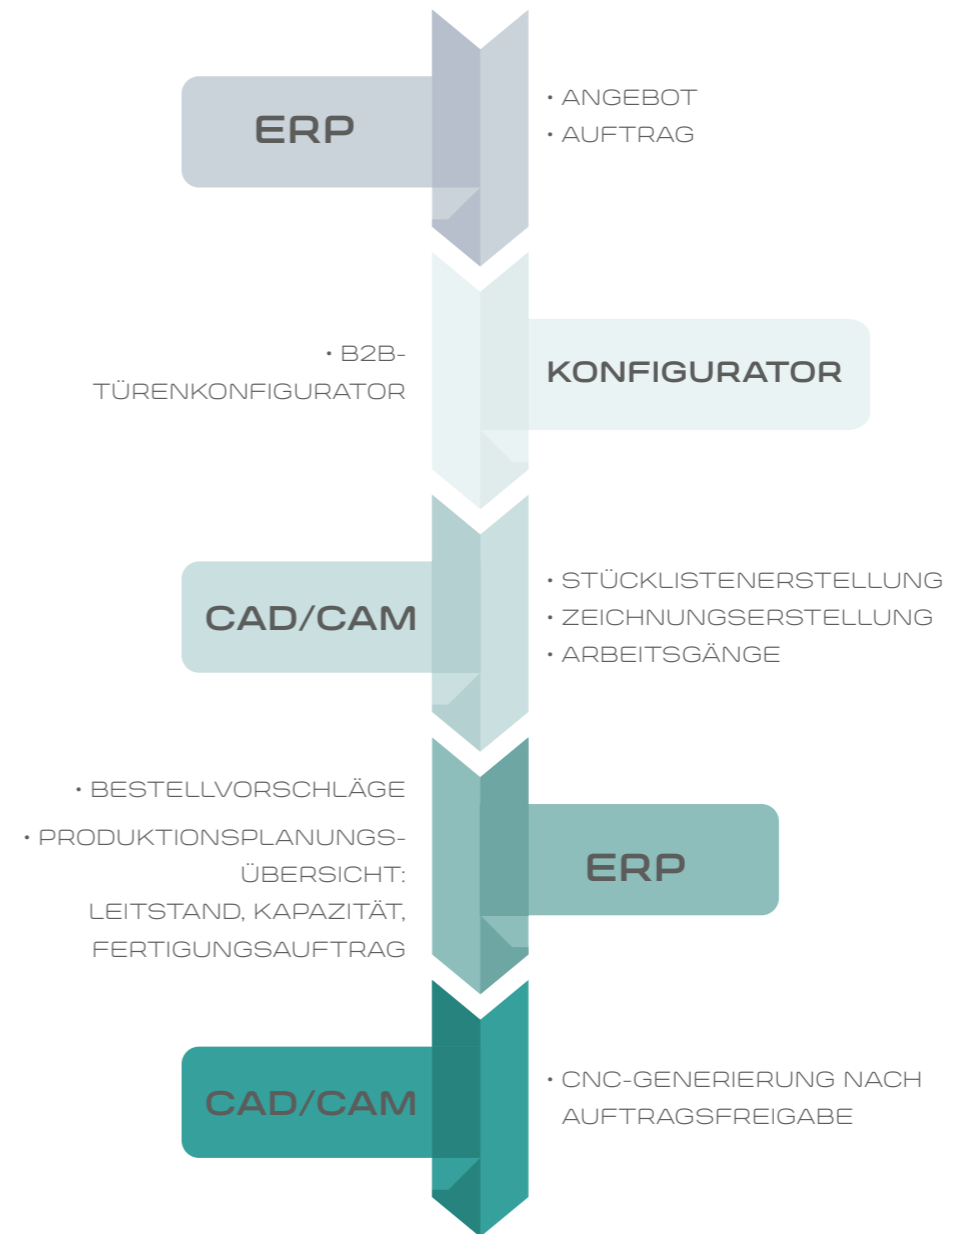 ERP
• ANGEBOT
• AUFTRAG
• B2B-
TÜRENKONFIGURATOR
KONFIGURATOR
CAD/CAM
• STÜCKLISTENERSTELLUNG
• ZEICHNUNGSERSTELLUNG
• ARBEITSGÄNGE
• BESTELLVORSCHLÄGE
• PRODUKTIONSPLANUNGS-
ÜBERSICHT:
LEITSTAND, KAPAZITÄT,
FERTIGUNGSAUFTRAG
ERP
CAD/CAM
• CNC-GENERIERUNG NACH
AUFTRAGSFREIGABE